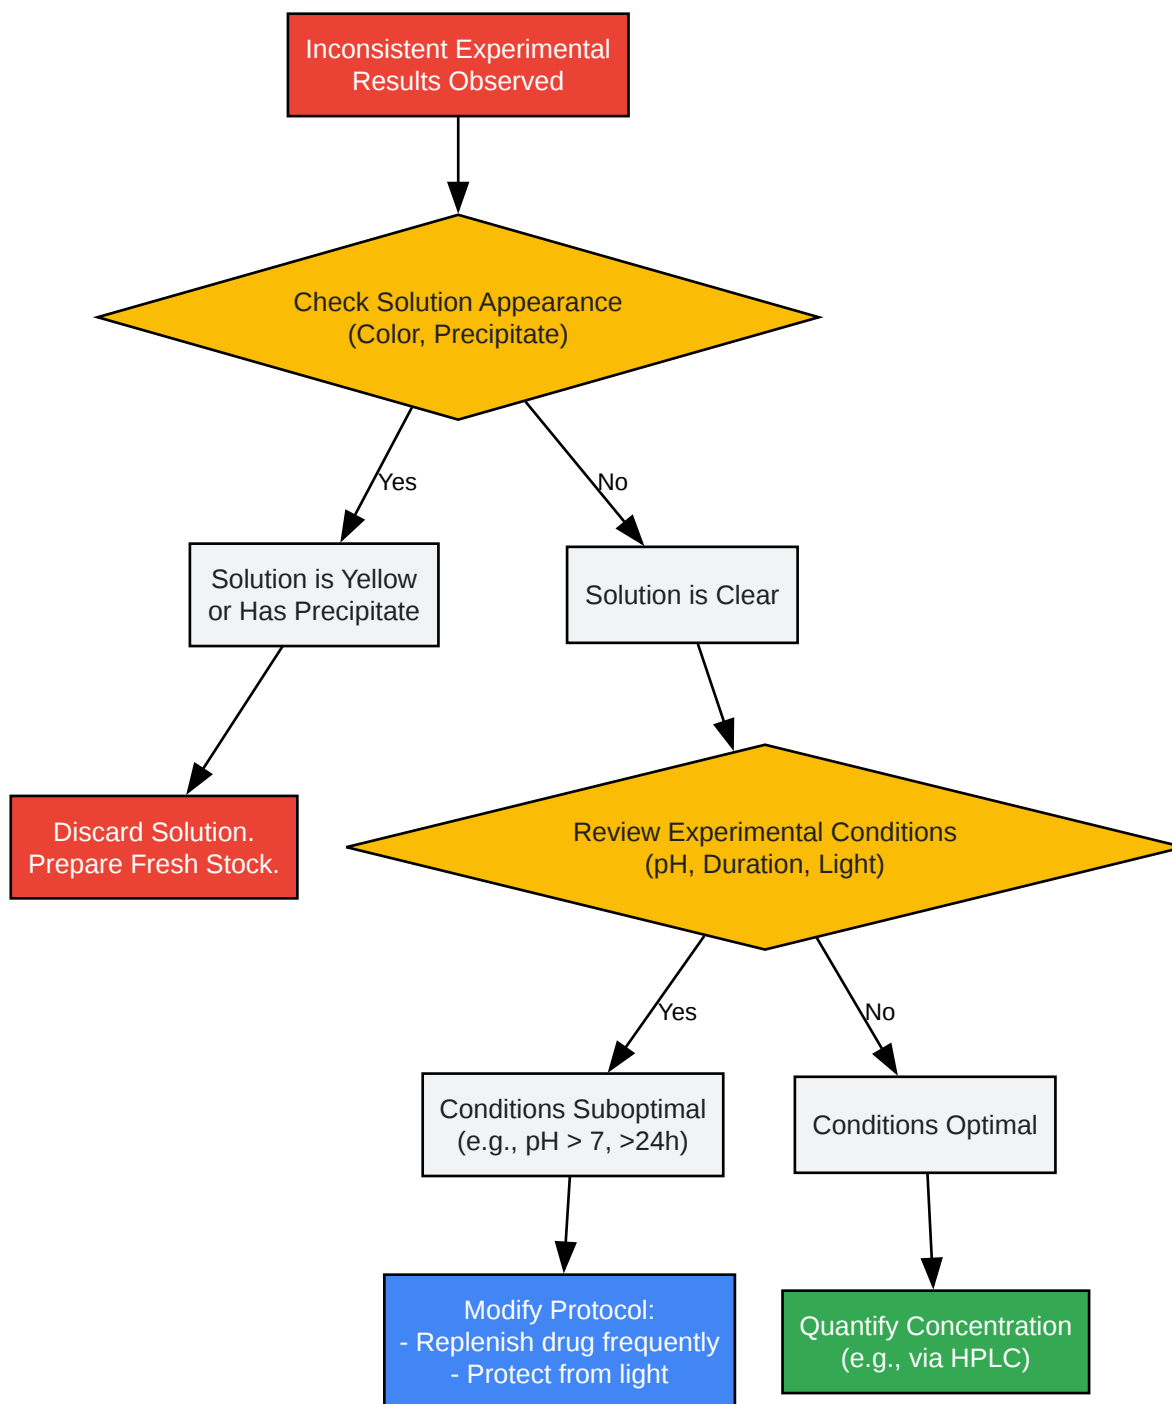 Inconsistent Experimental
Results Observed
Check Solution Appearance
(Color, Precipitate)
Yes
No
Solution is Yellow
or Has Precipitate
Solution is Clear
Discard Solution.
Prepare Fresh Stock.
Review Experimental Conditions
(pH, Duration, Light)
Yes
No
Conditions Suboptimal
(e.g., pH > 7, >24h)
Conditions Optimal
Modify Protocol:
- Replenish drug frequently
- Protect from light
Quantify Concentration
(e.g., via HPLC)